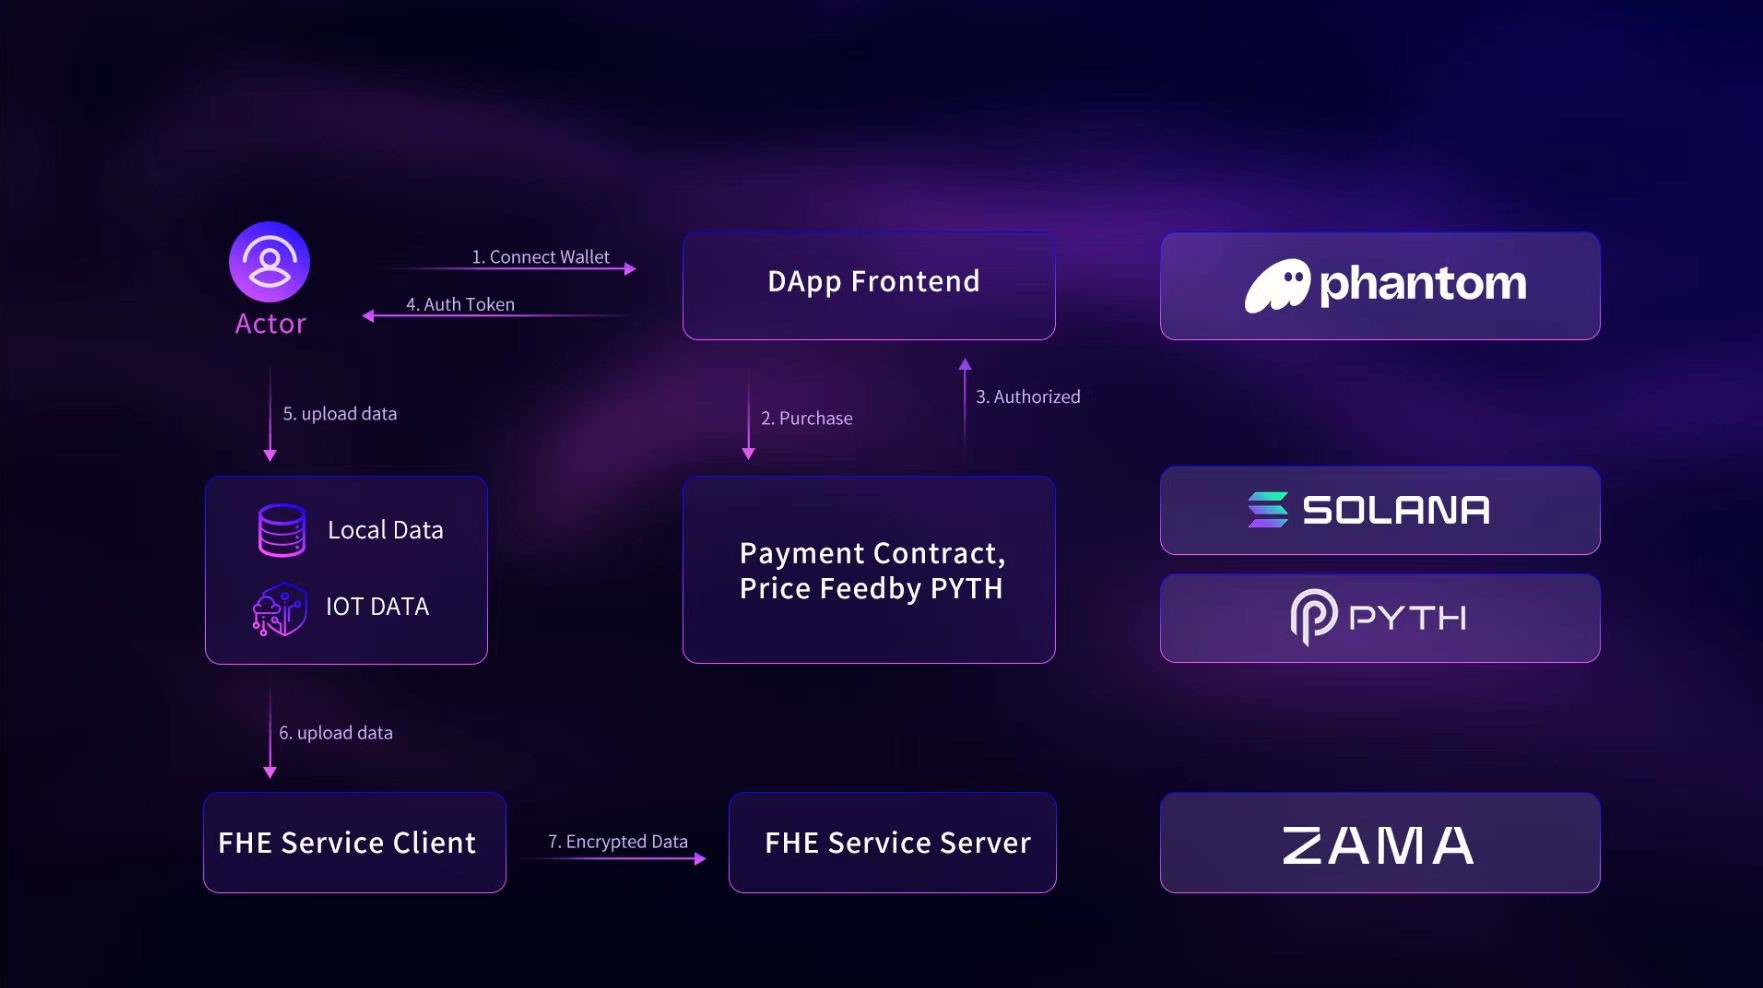 1. Connect Wallet
4. Auth Token
Actor
DApp Frontend
phantom
5. upload data
2. Purchase
3. Authorized
Local Data
IOT DATA
Payment Contract,
Price Feedby PYTH
SOLANA
PYTH
6. upload data
FHE Service Client
7. Encrypted Data
FHE Service Server
ZAMA